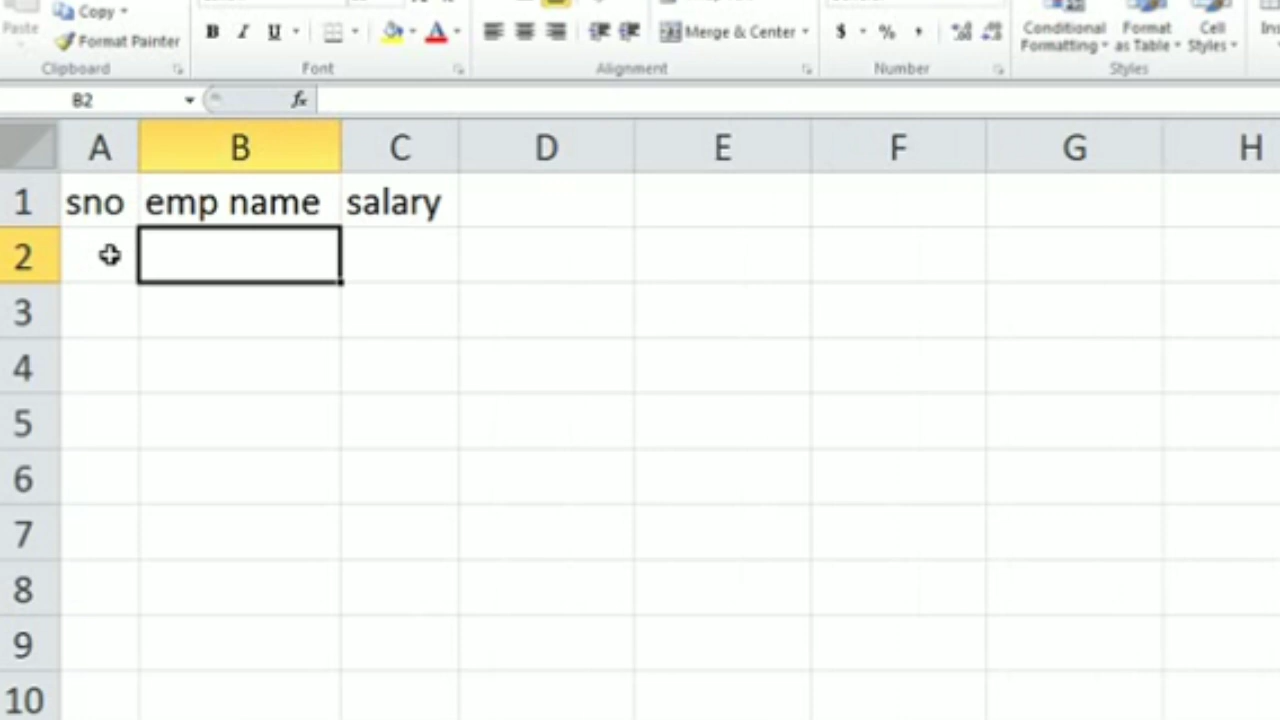 Paste Copy
Format Painter
B I U Merge & Center $ % , Conditional Formatting Format as Table Cell Styles
Clipboard Font Alignment Number Styles
B2 fx
A B C D E F G H
1 sno emp name salary
2
3
4
5
6
7
8
9
10